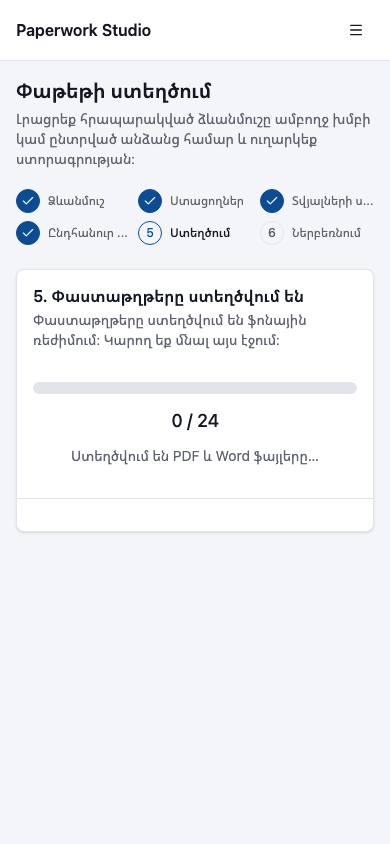 Paperwork Studio
Փաթեթի ստեղծում
Լրացրեք հրապարակված ձևանմուշը ամբողջ խմբի
կամ ընտրված անձանց համար և ուղարկեք
ստորագրության:
Ձևանմուշ
Ստացողներ
Տվյալների ս...
Ընդհանուր ...
5 Ստեղծում
6 Ներբեռնում
5. Փաստաթղթերը ստեղծվում են
Փաստաթղթերը ստեղծվում են ֆոնային
ռեժիմում: Կարող եք մնալ այս էջում:
0 / 24
Ստեղծվում են PDF և Word ֆայլերը...